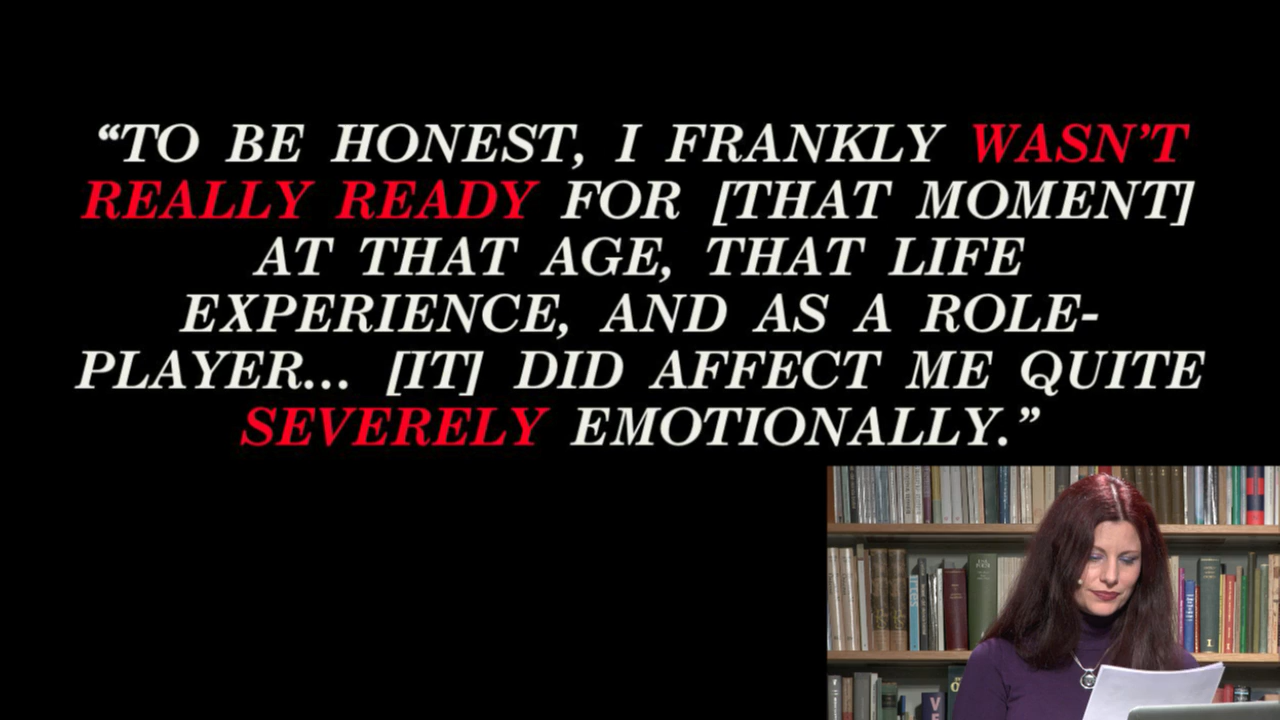 “TO BE HONEST, I FRANKLY WASN’T
REALLY READY FOR [THAT MOMENT]
AT THAT AGE, THAT LIFE
EXPERIENCE, AND AS A ROLE-
PLAYER... [IT] DID AFFECT ME QUITE
SEVERELY EMOTIONALLY.”